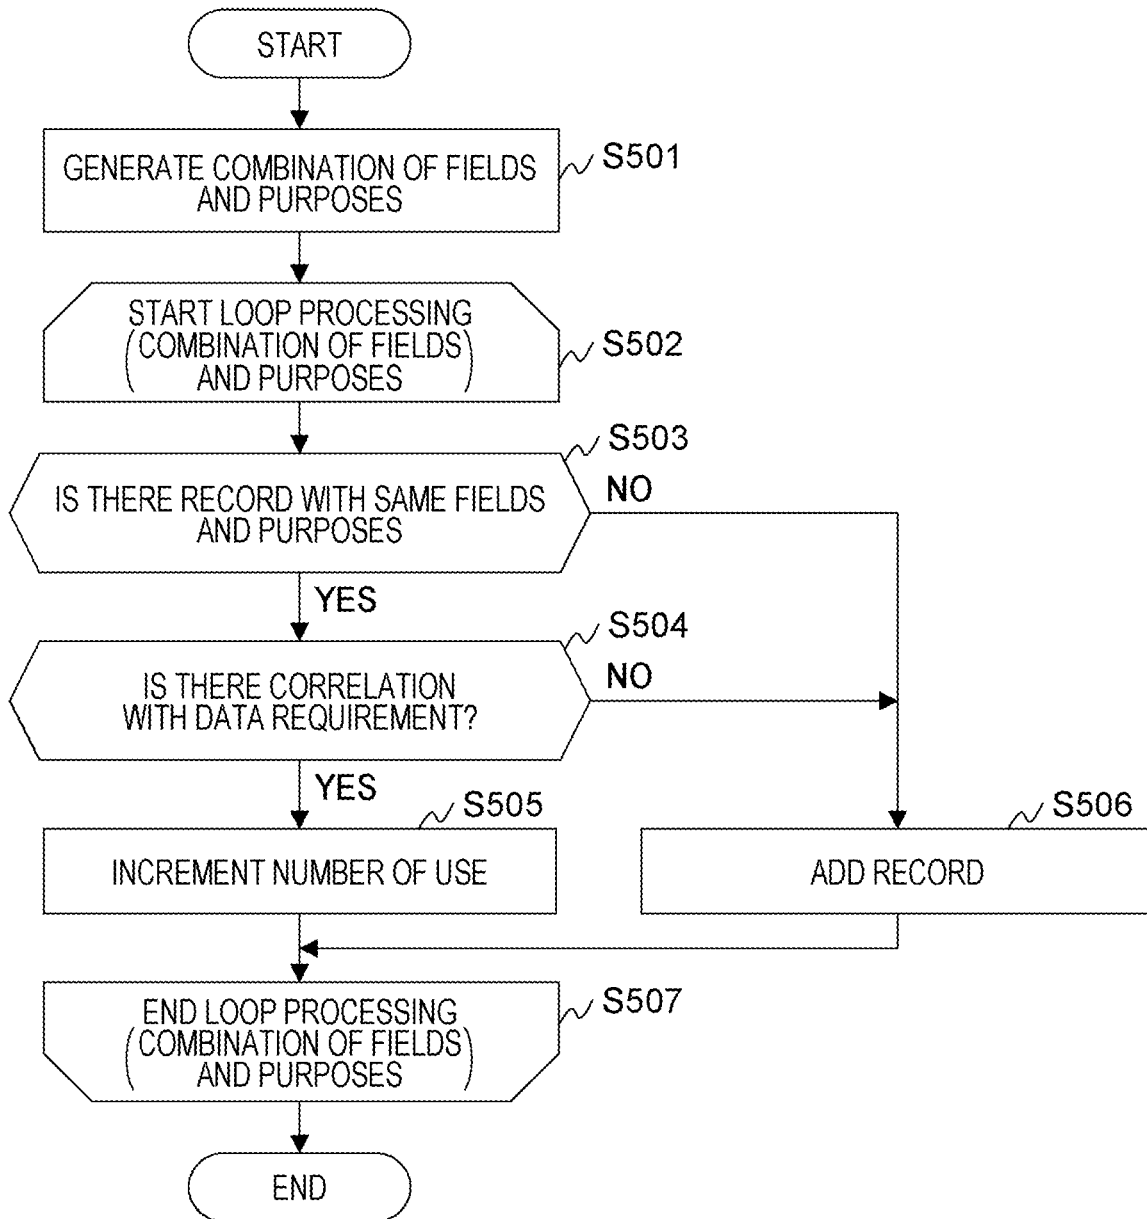 START
GENERATE COMBINATION OF FIELDS
AND PURPOSES
S501
START LOOP PROCESSING
(COMBINATION OF FIELDS)
AND PURPOSES
S502
S503
IS THERE RECORD WITH SAME FIELDS
AND PURPOSES
NO
YES
S504
IS THERE CORRELATION
WITH DATA REQUIREMENT?
NO
YES
S505
INCREMENT NUMBER OF USE
S506
ADD RECORD
END LOOP PROCESSING
(COMBINATION OF FIELDS)
AND PURPOSES
S507
END